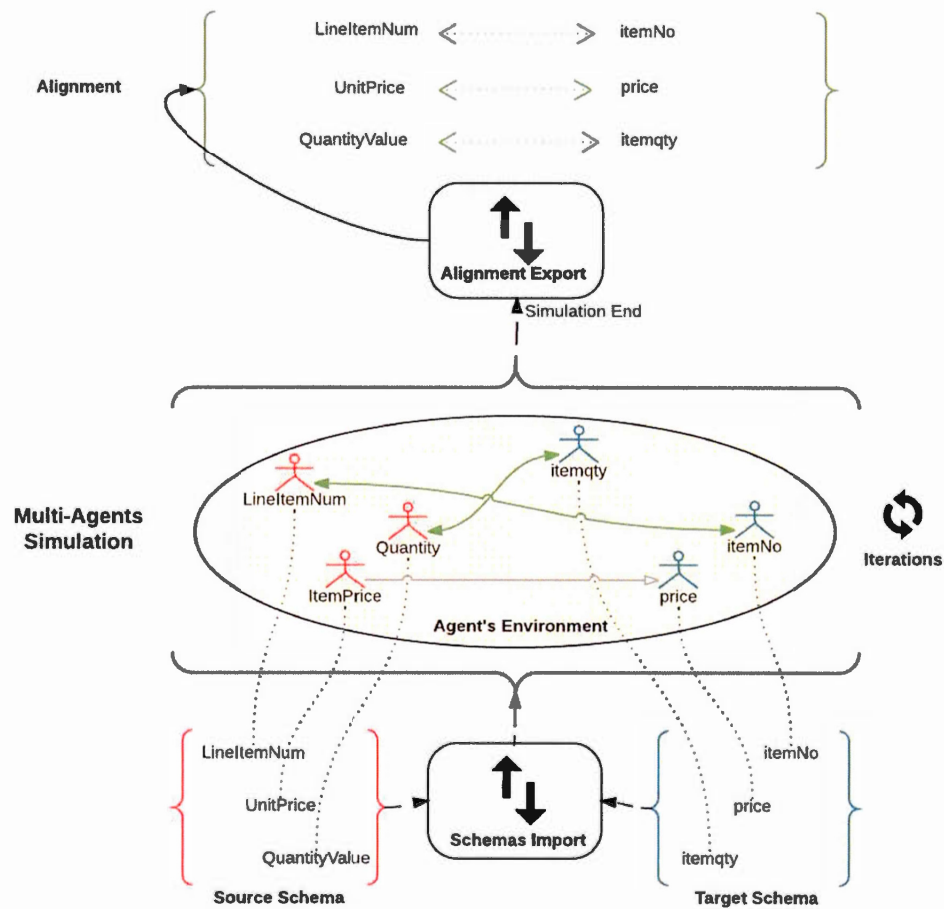 LineItemNum itemNo
Alignment UnitPrice price
QuantityValue itemqty
Alignment Export
Simulation End
itemqty
LineItemNum
Multi-Agents
Simulation
Quantity itemNo
Iterations
ItemPrice price
Agent's Environment
LineItemNum itemNo
UnitPrice price
Schemas Import
QuantityValue itemqty
Source Schema Target Schema